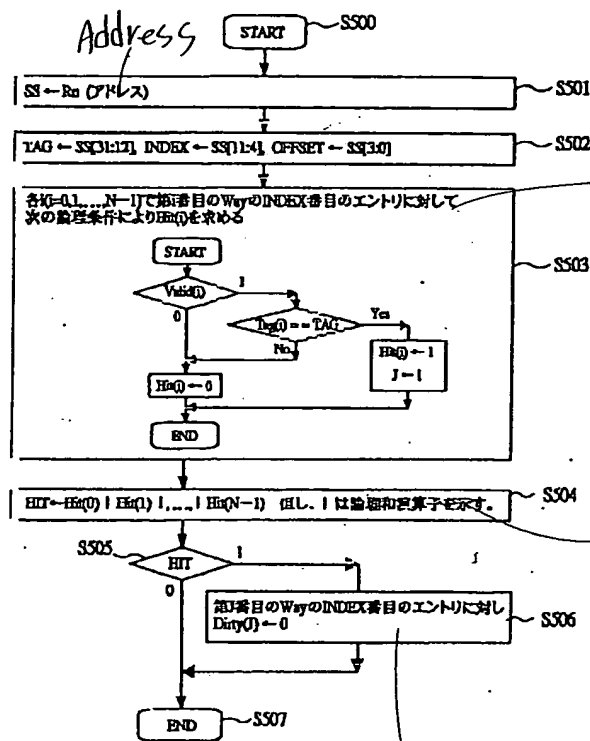 Address
START
S500
SS ← Rn (アドレス)
S501
TAG ← SS[31:12], INDEX ← SS[11:4], OFFSET ← SS[3:0]
S502
各i(i=0,1,...,N-1)で第i番目のWayのINDEX番目のエントリに対して
次の論理条件によりHit(i)を求める
S503
START
Valid(i)
1
0
Tag(i) == TAG
Yes
No
Hit(i) ← 1
J ← i
Hit(i) ← 0
END
HIT←Hit(0) | Hit(1) | ,..., | Hit(N-1) (但し、| は論理和演算子を示す。
S504
S505
HIT
1
0
第J番目のWayのINDEX番目のエントリに対し
Dirty(J) ← 0
S506
END
S507